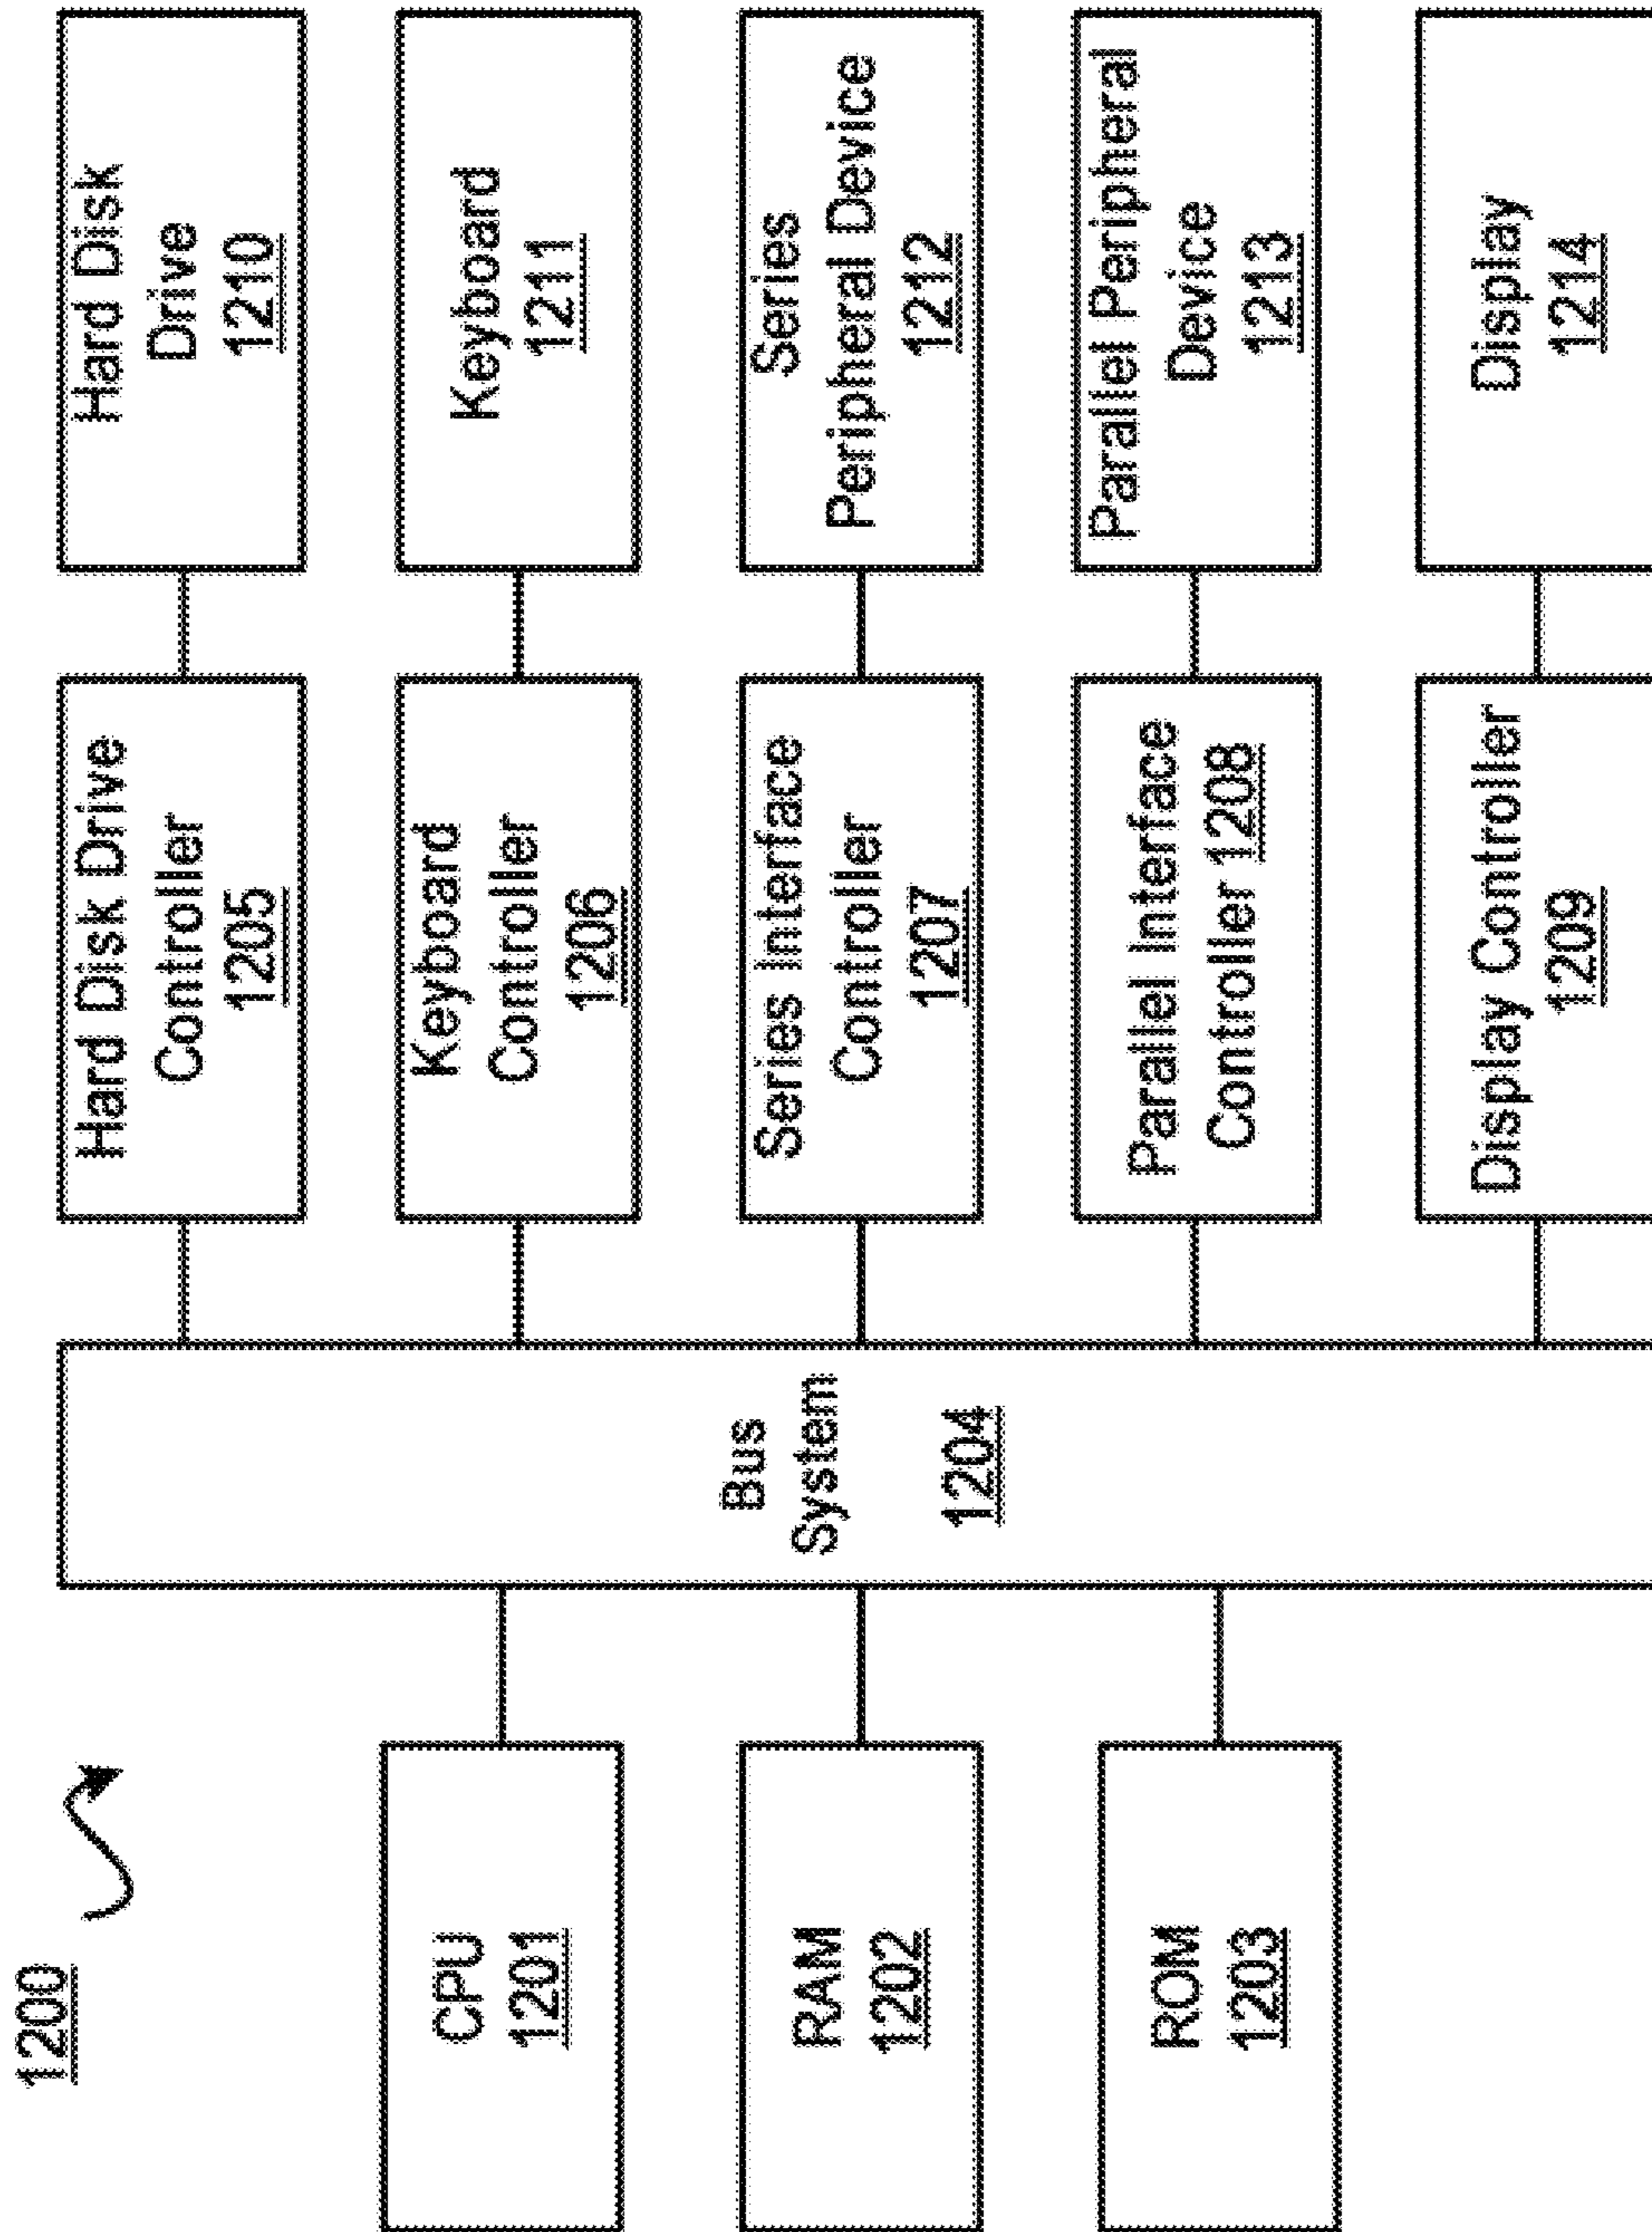 1200
CPU
1201
RAM
1202
ROM
1203
Bus
System
1204
Hard Disk Drive
Controller
1205
Keyboard
Controller
1206
Series Interface
Controller
1207
Parallel Interface
Controller 1208
Display Controller
1209
Hard Disk
Drive
1210
Keyboard
1211
Series
Peripheral Device
1212
Parallel Peripheral
Device
1213
Display
1214